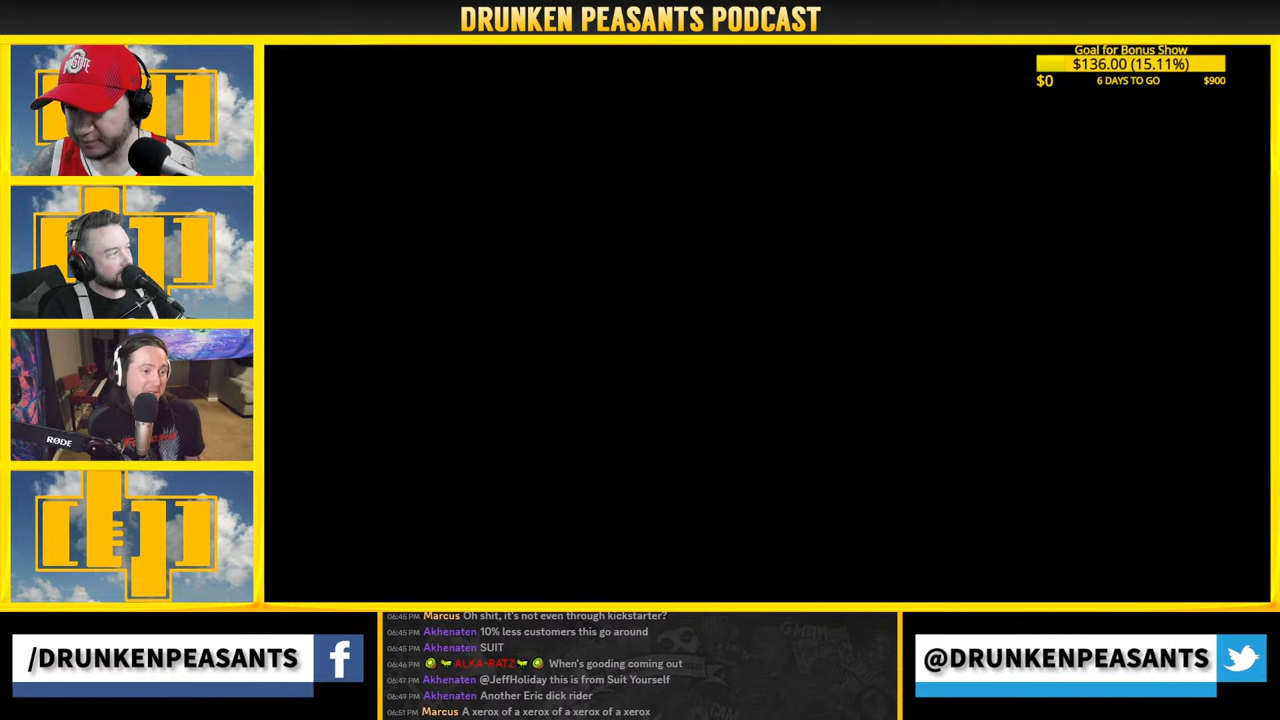 DRUNKEN PEASANTS PODCAST
Goal for Bonus Show
$136.00 (15.11%)
$0 6 DAYS TO GO $900
STATE
RØDE
06:45 PM Marcus Oh shit, it's not even through kickstarter?
06:45 PM Akhenaten 10% less customers this go around
06:45 PM Akhenaten SUIT
06:46 PM ALKA-RATZ When's gooding coming out
06:47 PM Akhenaten @JeffHoliday this is from Suit Yourself
06:49 PM Akhenaten Another Eric dick rider
06:51 PM Marcus A xerox of a xerox of a xerox of a xerox
/DRUNKENPEASANTS
@DRUNKENPEASANTS